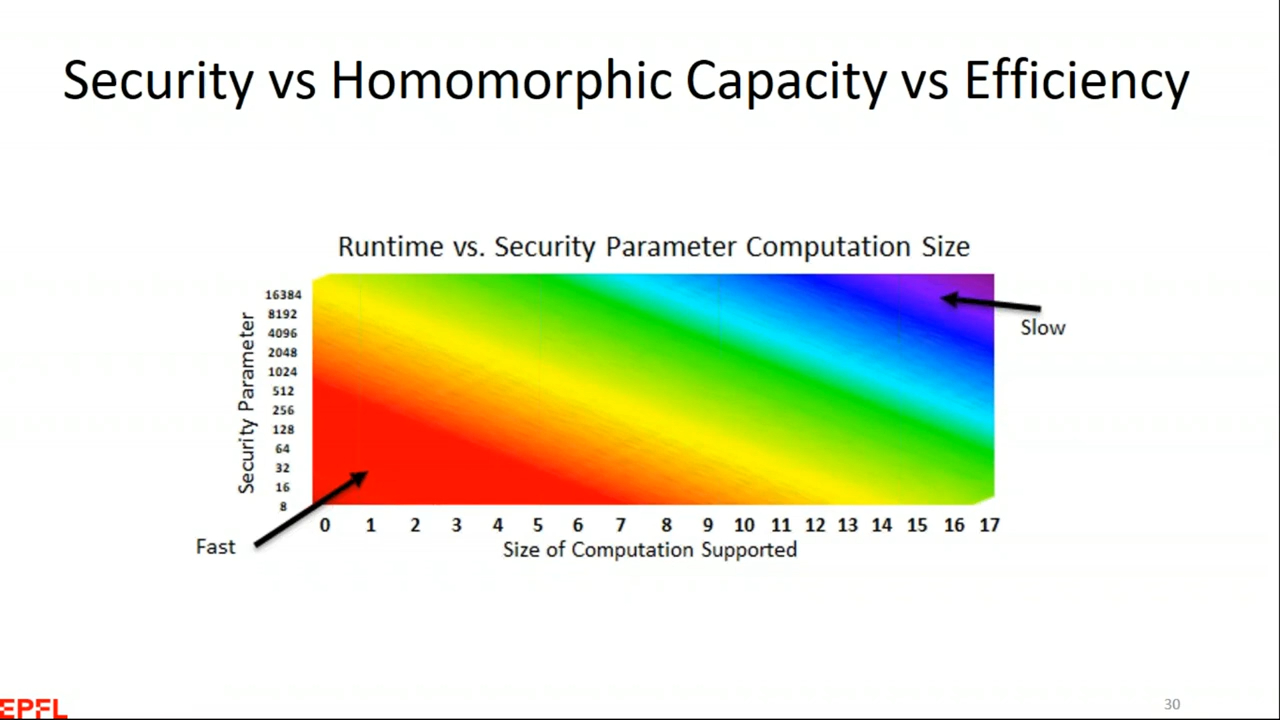 Security vs Homomorphic Capacity vs Efficiency
Runtime vs. Security Parameter Computation Size
Security Parameter
16384
8192
4096
2048
1024
512
256
128
64
32
16
8
Slow
Fast
0 1 2 3 4 5 6 7 8 9 10 11 12 13 14 15 16 17
Size of Computation Supported
EPFL
30